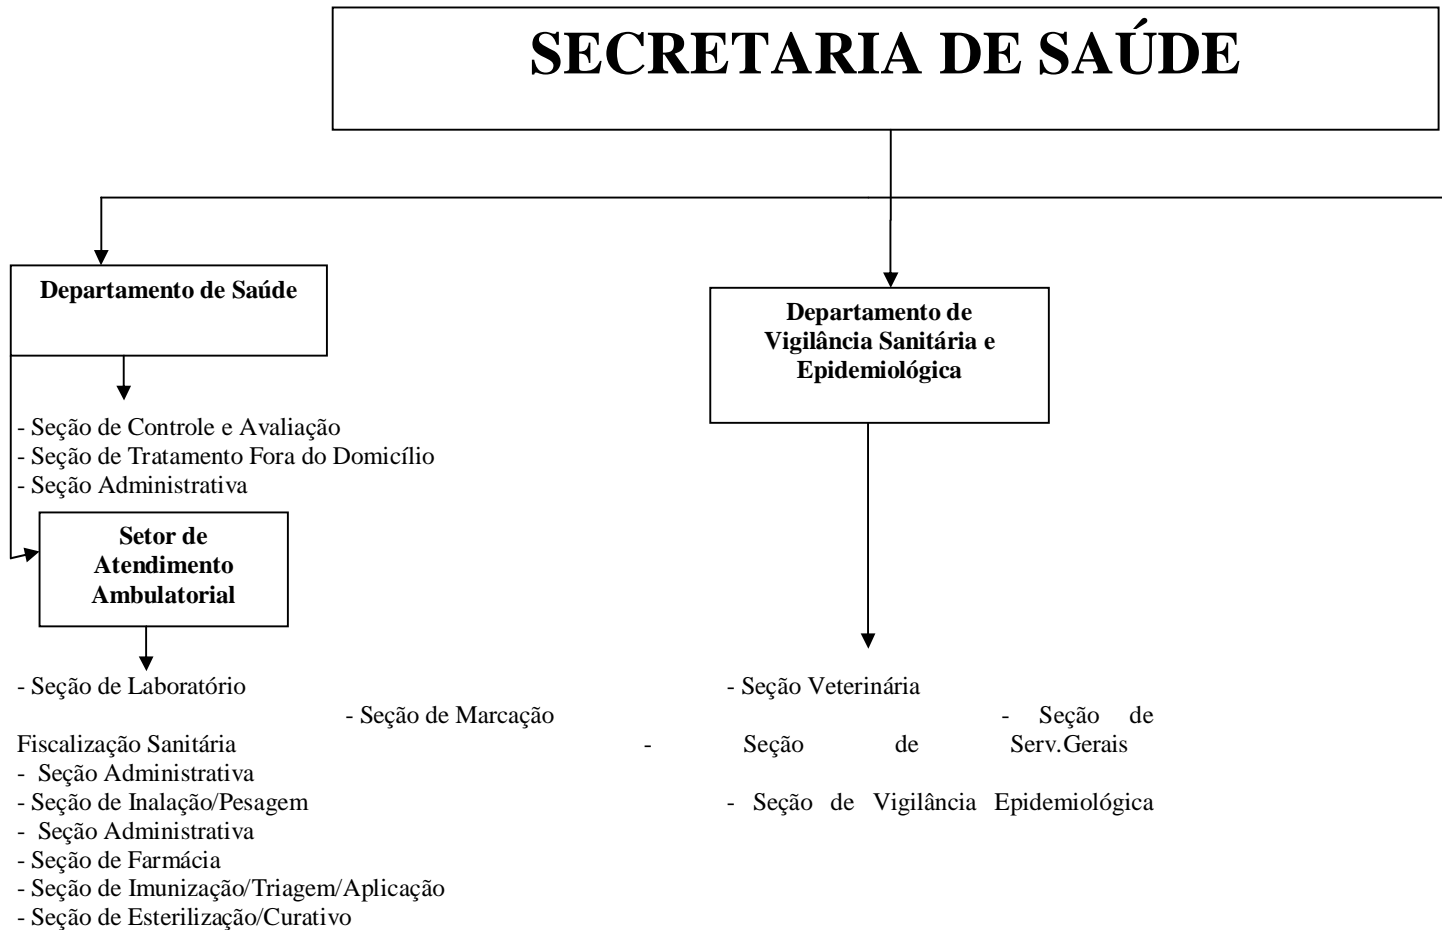 SECRETARIA DE SAÚDE
Departamento de Saúde
Departamento de
Vigilância Sanitária e
Epidemiológica
- Seção de Controle e Avaliação
- Seção de Tratamento Fora do Domicílio
- Seção Administrativa
Setor de
Atendimento
Ambulatorial
- Seção de Laboratório - Seção Veterinária
- Seção de Marcação - Seção de
Fiscalização Sanitária - Seção de Serv.Gerais
- Seção Administrativa
- Seção de Inalação/Pesagem - Seção de Vigilância Epidemiológica
- Seção Administrativa
- Seção de Farmácia
- Seção de Imunização/Triagem/Aplicação
- Seção de Esterilização/Curativo